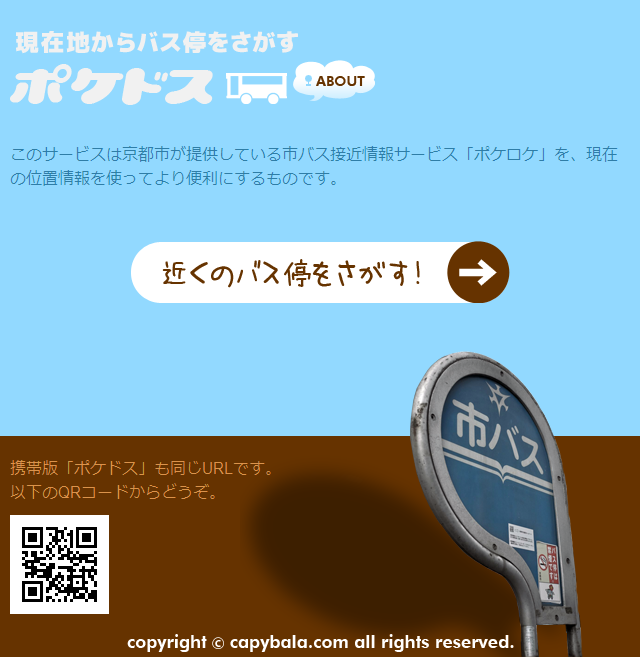 現在地からバス停をさがす
ポケドス
ABOUT
このサービスは京都市が提供している市バス接近情報サービス「ポケロケ」を、現在
の位置情報を使ってより便利にするものです。
近くのバス停をさがす!
市バス
携帯版「ポケドス」も同じURLです。
以下のQRコードからどうぞ。
copyright © capybala.com all rights reserved.